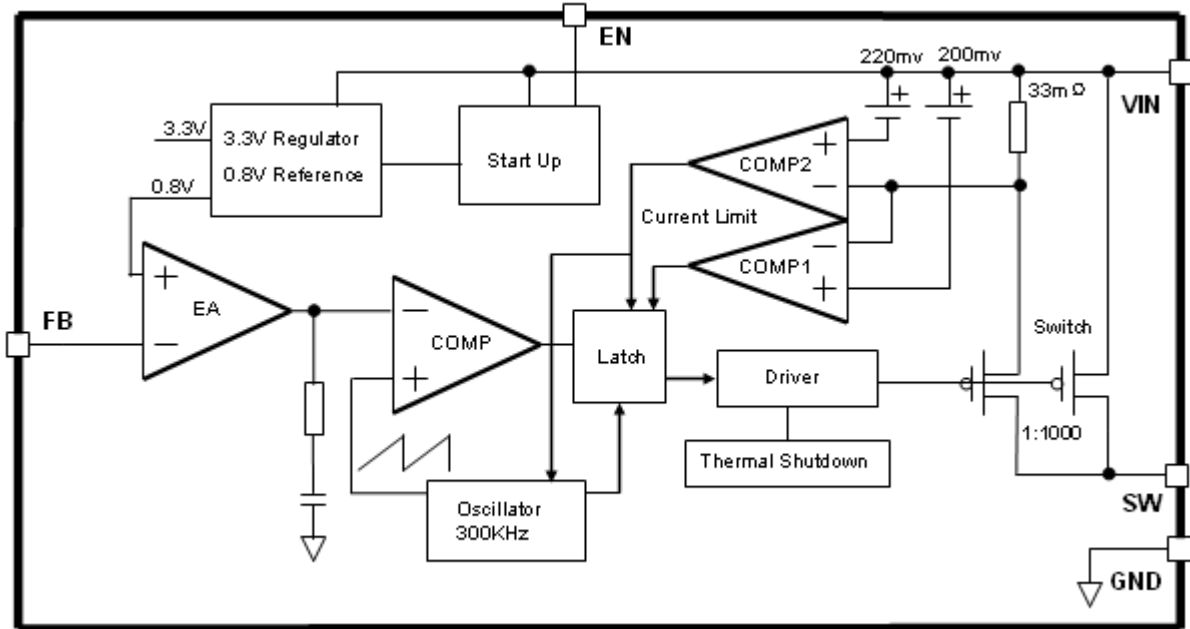 EN
220mv 200mv
33mΩ
VIN
3.3V
3.3V Regulator
0.8V Reference
Start Up
0.8V
+
COMP2
−
+
+
Current Limit
−
COMP1
+
+
EA
−
FB
−
COMP
+
Latch
Switch
Driver
1:1000
Thermal Shutdown
Oscillator
300KHz
SW
GND